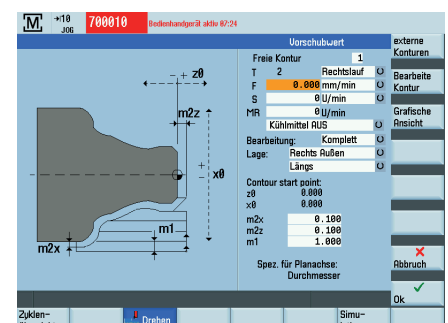 M →10 JOG 700010 Bedienhandgerät aktiv 07:24
Vorschubwert
Freie Kontur 1
T 2 Rechtslauf
F 0.000 mm/min
S 0 U/min
MR 0 U/min
Kühlmittel AUS
Bearbeitung: Komplett
Lage: Rechts Außen
Längs
Contour start point:
z0 0.000
x0 0.000
m2x 0.100
m2z 0.100
m1 1.000
Spez. für Planachse:
Durchmesser
- + z0
m2z
+
- x0
m1
m2x
externe
Konturen
Bearbeite
Kontur
Grafische
Ansicht
Abbruch
Ok
Zyklen-
Drehen
Simu-